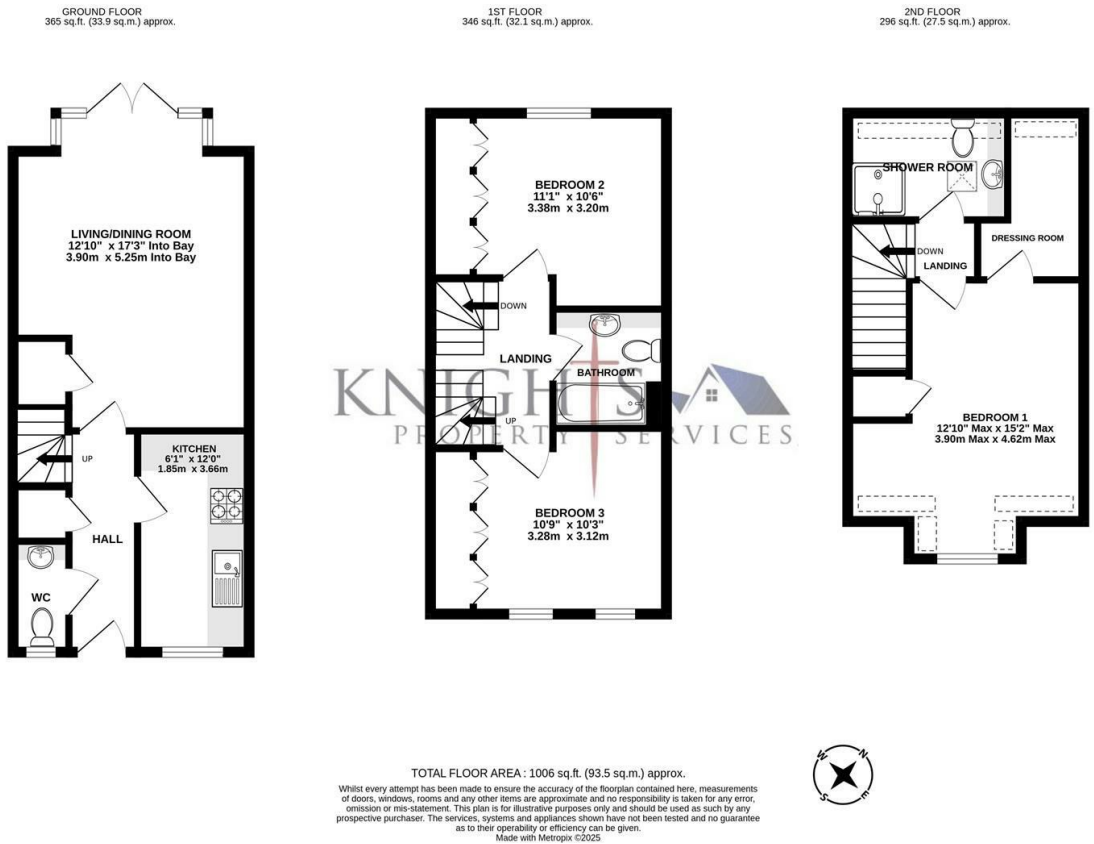 GROUND FLOOR
365 sq.ft. (33.9 sq.m.) approx.
1ST FLOOR
346 sq.ft. (32.1 sq.m.) approx.
2ND FLOOR
296 sq.ft. (27.5 sq.m.) approx.
LIVING/DINING ROOM
12'10" x 17'3" Into Bay
3.90m x 5.25m Into Bay
UP
KITCHEN
6'1" x 12'0"
1.85m x 3.66m
HALL
WC
BEDROOM 2
11'1" x 10'6"
3.38m x 3.20m
DOWN
LANDING
BATHROOM
UP
BEDROOM 3
10'9" x 10'3"
3.28m x 3.12m
SHOWER ROOM
DOWN
LANDING
DRESSING ROOM
BEDROOM 1
12'10" Max x 15'2" Max
3.90m Max x 4.62m Max
KNIGHTS
PROPERTY SERVICES
N
E
S
W
TOTAL FLOOR AREA : 1006 sq.ft. (93.5 sq.m.) approx.
Whilst every attempt has been made to ensure the accuracy of the floorplan contained here, measurements
of doors, windows, rooms and any other items are approximate and no responsibility is taken for any error,
omission or mis-statement. This plan is for illustrative purposes only and should be used as such by any
prospective purchaser. The services, systems and appliances shown have not been tested and no guarantee
as to their operability or efficiency can be given.
Made with Metropix ©2025